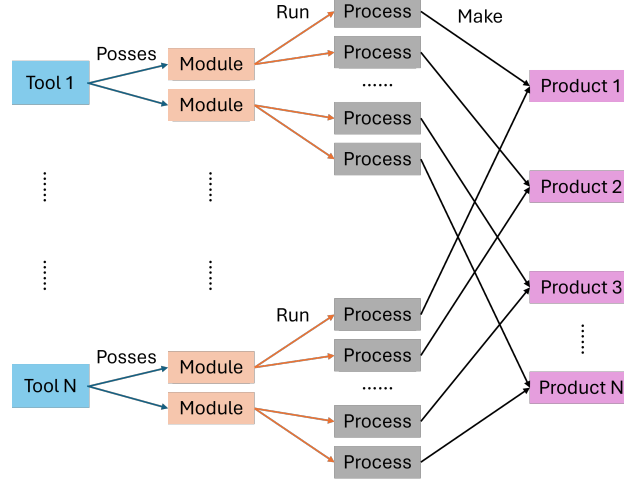 Run
Process
Make
Posses
Process
Tool 1
Module
......
Product 1
Module
Process
Process
Product 2
......
......
......
......
Product 3
Run
Process
......
Posses
Process
Tool N
Module
......
Product N
Module
Process
Process